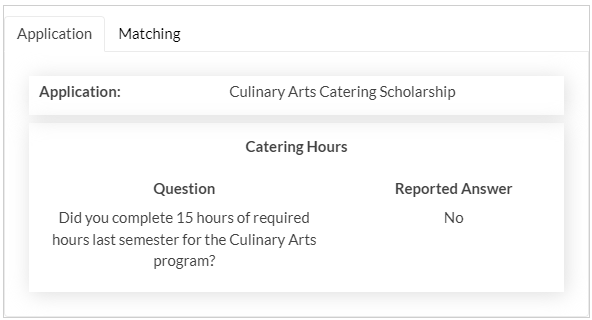 Application Matching
Application: Culinary Arts Catering Scholarship
Catering Hours
Question Reported Answer
Did you complete 15 hours of required No
hours last semester for the Culinary Arts
program?